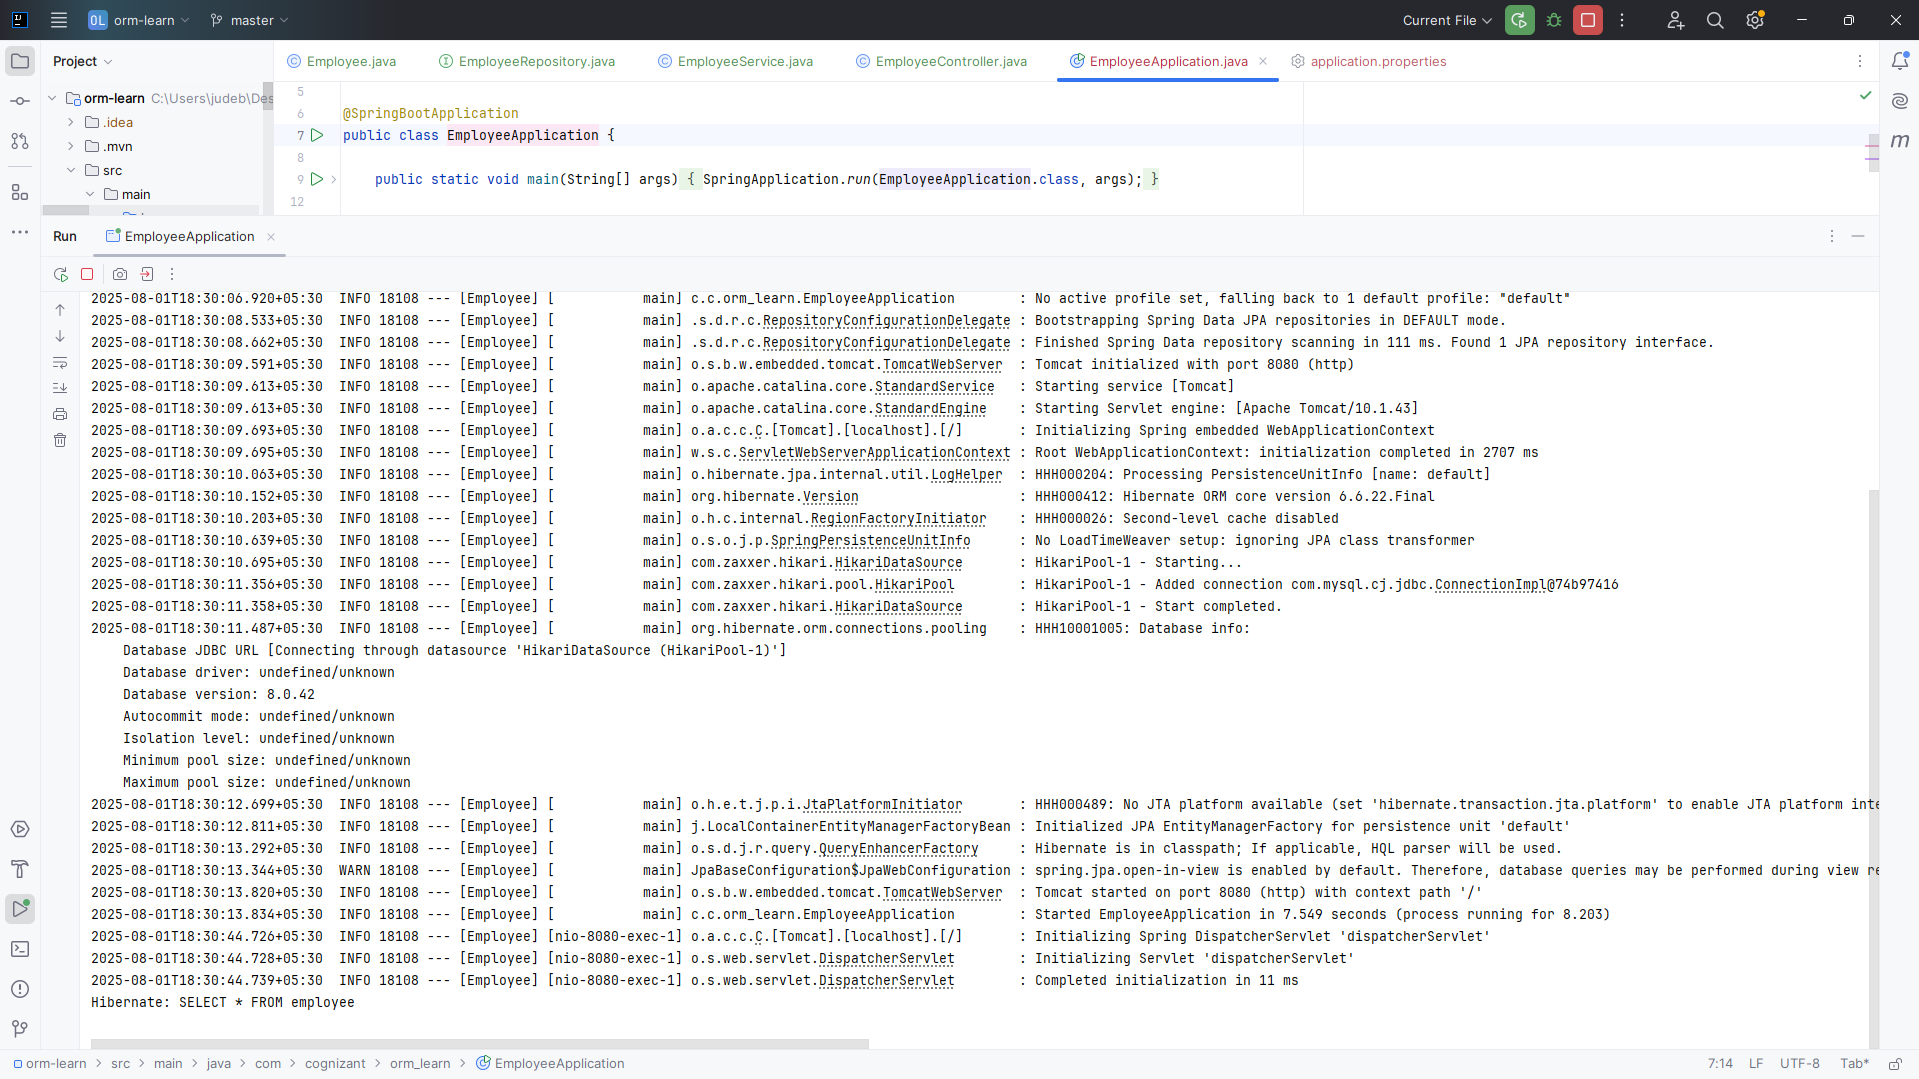 OL orm-learn master Current File
Project
Employee.java EmployeeRepository.java EmployeeService.java EmployeeController.java EmployeeApplication.java application.properties
orm-learn C:\Users\judeb\Des
.idea
.mvn
src
main
5
6 @SpringBootApplication
7 public class EmployeeApplication {
8
9 public static void main(String[] args) { SpringApplication.run(EmployeeApplication.class, args); }
12
Run EmployeeApplication
2025-08-01T18:30:06.920+05:30  INFO 18108 --- [Employee] [           main] c.c.orm_learn.EmployeeApplication        : No active profile set, falling back to 1 default profile: "default"
2025-08-01T18:30:08.533+05:30  INFO 18108 --- [Employee] [           main] .s.d.r.c.RepositoryConfigurationDelegate : Bootstrapping Spring Data JPA repositories in DEFAULT mode.
2025-08-01T18:30:08.662+05:30  INFO 18108 --- [Employee] [           main] .s.d.r.c.RepositoryConfigurationDelegate : Finished Spring Data repository scanning in 111 ms. Found 1 JPA repository interface.
2025-08-01T18:30:09.591+05:30  INFO 18108 --- [Employee] [           main] o.s.b.w.embedded.tomcat.TomcatWebServer  : Tomcat initialized with port 8080 (http)
2025-08-01T18:30:09.613+05:30  INFO 18108 --- [Employee] [           main] o.apache.catalina.core.StandardService   : Starting service [Tomcat]
2025-08-01T18:30:09.613+05:30  INFO 18108 --- [Employee] [           main] o.apache.catalina.core.StandardEngine    : Starting Servlet engine: [Apache Tomcat/10.1.43]
2025-08-01T18:30:09.693+05:30  INFO 18108 --- [Employee] [           main] o.a.c.c.C.[Tomcat].[localhost].[/]       : Initializing Spring embedded WebApplicationContext
2025-08-01T18:30:09.695+05:30  INFO 18108 --- [Employee] [           main] w.s.c.ServletWebServerApplicationContext : Root WebApplicationContext: initialization completed in 2707 ms
2025-08-01T18:30:10.063+05:30  INFO 18108 --- [Employee] [           main] o.hibernate.jpa.internal.util.LogHelper  : HHH000204: Processing PersistenceUnitInfo [name: default]
2025-08-01T18:30:10.152+05:30  INFO 18108 --- [Employee] [           main] org.hibernate.Version                    : HHH000412: Hibernate ORM core version 6.6.22.Final
2025-08-01T18:30:10.203+05:30  INFO 18108 --- [Employee] [           main] o.h.c.internal.RegionFactoryInitiator    : HHH000026: Second-level cache disabled
2025-08-01T18:30:10.639+05:30  INFO 18108 --- [Employee] [           main] o.s.o.j.p.SpringPersistenceUnitInfo      : No LoadTimeWeaver setup: ignoring JPA class transformer
2025-08-01T18:30:10.695+05:30  INFO 18108 --- [Employee] [           main] com.zaxxer.hikari.HikariDataSource       : HikariPool-1 - Starting...
2025-08-01T18:30:11.356+05:30  INFO 18108 --- [Employee] [           main] com.zaxxer.hikari.pool.HikariPool        : HikariPool-1 - Added connection com.mysql.cj.jdbc.ConnectionImpl@74b97416
2025-08-01T18:30:11.358+05:30  INFO 18108 --- [Employee] [           main] com.zaxxer.hikari.HikariDataSource       : HikariPool-1 - Start completed.
2025-08-01T18:30:11.487+05:30  INFO 18108 --- [Employee] [           main] org.hibernate.orm.connections.pooling    : HHH10001005: Database info:
Database JDBC URL [Connecting through datasource 'HikariDataSource (HikariPool-1)']
Database driver: undefined/unknown
Database version: 8.0.42
Autocommit mode: undefined/unknown
Isolation level: undefined/unknown
Minimum pool size: undefined/unknown
Maximum pool size: undefined/unknown
2025-08-01T18:30:12.699+05:30  INFO 18108 --- [Employee] [           main] o.h.e.t.j.p.i.JtaPlatformInitiator       : HHH000489: No JTA platform available (set 'hibernate.transaction.jta.platform' to enable JTA platform inte
2025-08-01T18:30:12.811+05:30  INFO 18108 --- [Employee] [           main] j.LocalContainerEntityManagerFactoryBean : Initialized JPA EntityManagerFactory for persistence unit 'default'
2025-08-01T18:30:13.292+05:30  INFO 18108 --- [Employee] [           main] o.s.d.j.r.query.QueryEnhancerFactory     : Hibernate is in classpath; If applicable, HQL parser will be used.
2025-08-01T18:30:13.344+05:30  WARN 18108 --- [Employee] [           main] JpaBaseConfiguration$JpaWebConfiguration : spring.jpa.open-in-view is enabled by default. Therefore, database queries may be performed during view re
2025-08-01T18:30:13.820+05:30  INFO 18108 --- [Employee] [           main] o.s.b.w.embedded.tomcat.TomcatWebServer  : Tomcat started on port 8080 (http) with context path '/'
2025-08-01T18:30:13.834+05:30  INFO 18108 --- [Employee] [           main] c.c.orm_learn.EmployeeApplication        : Started EmployeeApplication in 7.549 seconds (process running for 8.203)
2025-08-01T18:30:44.726+05:30  INFO 18108 --- [Employee] [nio-8080-exec-1] o.a.c.c.C.[Tomcat].[localhost].[/]       : Initializing Spring DispatcherServlet 'dispatcherServlet'
2025-08-01T18:30:44.728+05:30  INFO 18108 --- [Employee] [nio-8080-exec-1] o.s.web.servlet.DispatcherServlet        : Initializing Servlet 'dispatcherServlet'
2025-08-01T18:30:44.739+05:30  INFO 18108 --- [Employee] [nio-8080-exec-1] o.s.web.servlet.DispatcherServlet        : Completed initialization in 11 ms
Hibernate: SELECT * FROM employee
orm-learn > src > main > java > com > cognizant > orm_learn > EmployeeApplication 7:14 LF UTF-8 Tab*